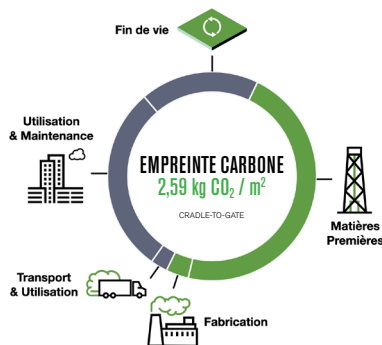 Fin de vie
Utilisation
& Maintenance
EMPREINTE CARBONE
2,59 kg CO₂ / m²
CRADLE-TO-GATE
Matières
Premières
Transport
& Utilisation
Fabrication